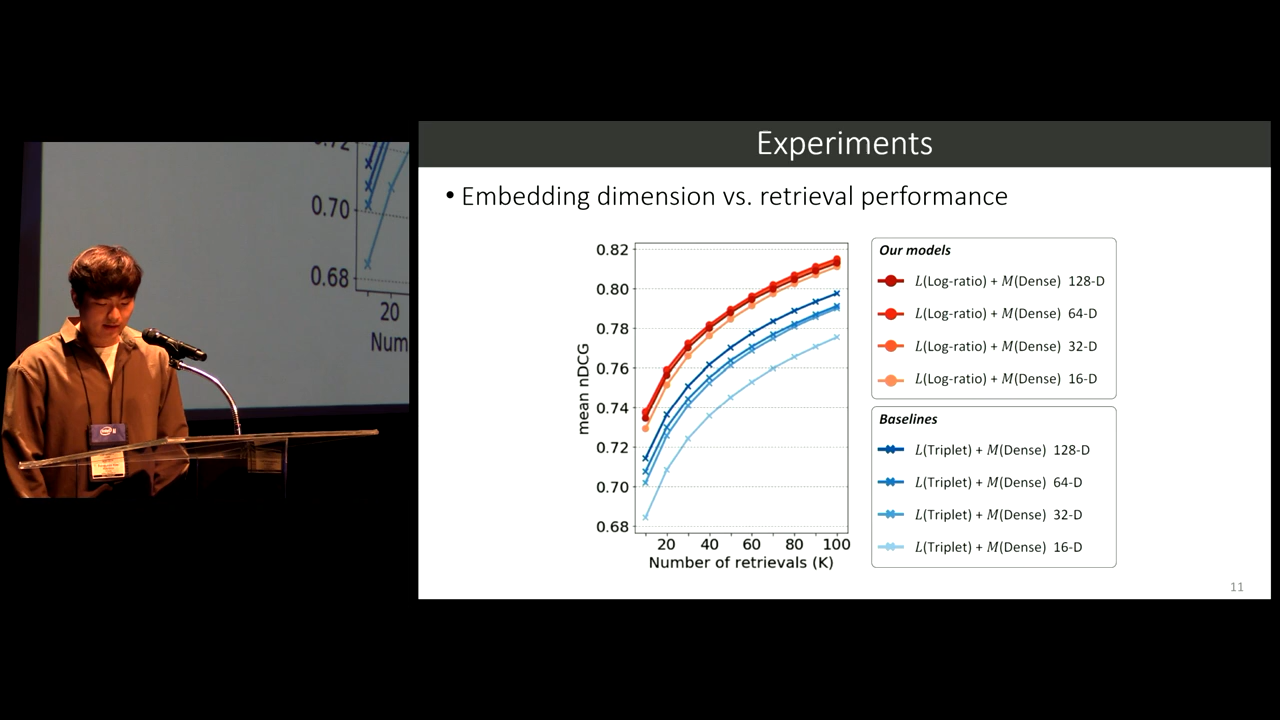 0.72
0.70
0.68
20
Num
intel
Experiments
• Embedding dimension vs. retrieval performance
0.82
0.80
0.78
0.76
0.74
0.72
0.70
0.68
mean nDCG
20 40 60 80 100
Number of retrievals (K)
Our models
L(Log-ratio) + M(Dense) 128-D
L(Log-ratio) + M(Dense) 64-D
L(Log-ratio) + M(Dense) 32-D
L(Log-ratio) + M(Dense) 16-D
Baselines
L(Triplet) + M(Dense) 128-D
L(Triplet) + M(Dense) 64-D
L(Triplet) + M(Dense) 32-D
L(Triplet) + M(Dense) 16-D
11